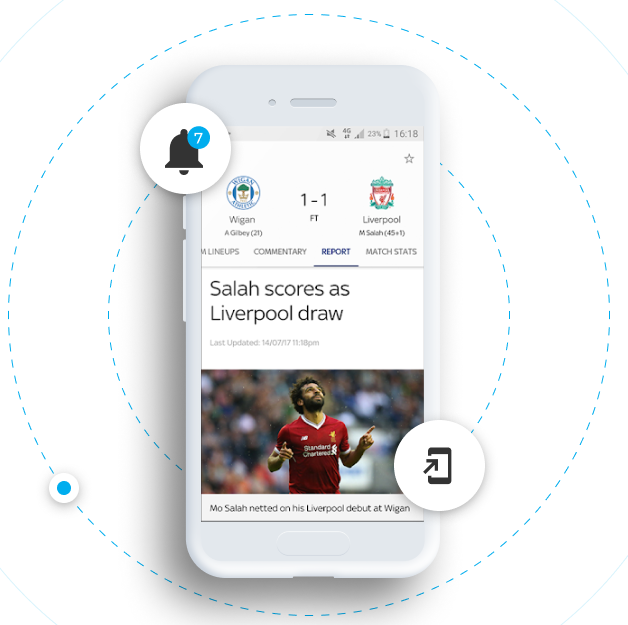 7
4G 23% 16:18
WIGAN
ATHLETIC
1-1
FT
Wigan Liverpool
A Gilbey (21) M Salah (45+1)
M LINEUPS COMMENTARY REPORT MATCH STATS
Salah scores as
Liverpool draw
Last Updated: 14/07/17 11:18pm
Standard
Chartered
Mo Salah netted on his Liverpool debut at Wigan